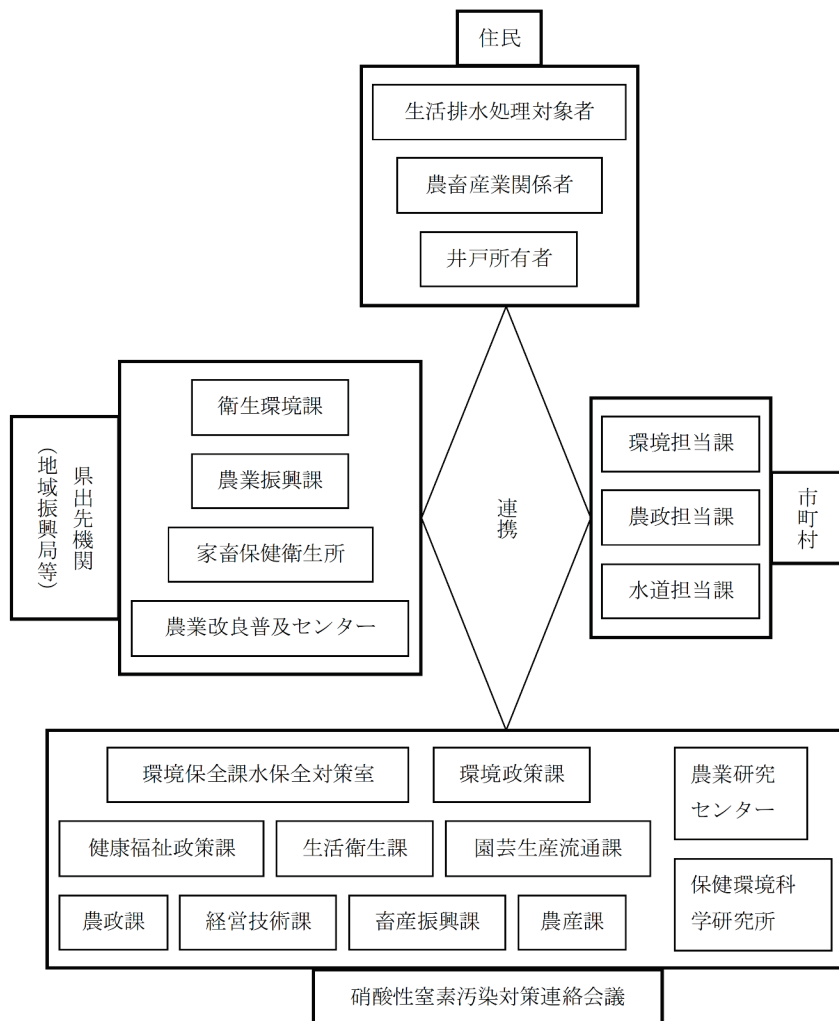 住民
生活排水処理対象者
農畜産業関係者
井戸所有者
県出先機関
(地域振興局等)
衛生環境課
農業振興課
家畜保健衛生所
農業改良普及センター
連携
環境担当課
農政担当課
水道担当課
市町村
環境保全課水保全対策室
環境政策課
農業研究
センター
健康福祉政策課
生活衛生課
園芸生産流通課
保健環境科
学研究所
農政課
経営技術課
畜産振興課
農産課
硝酸性窒素汚染対策連絡会議